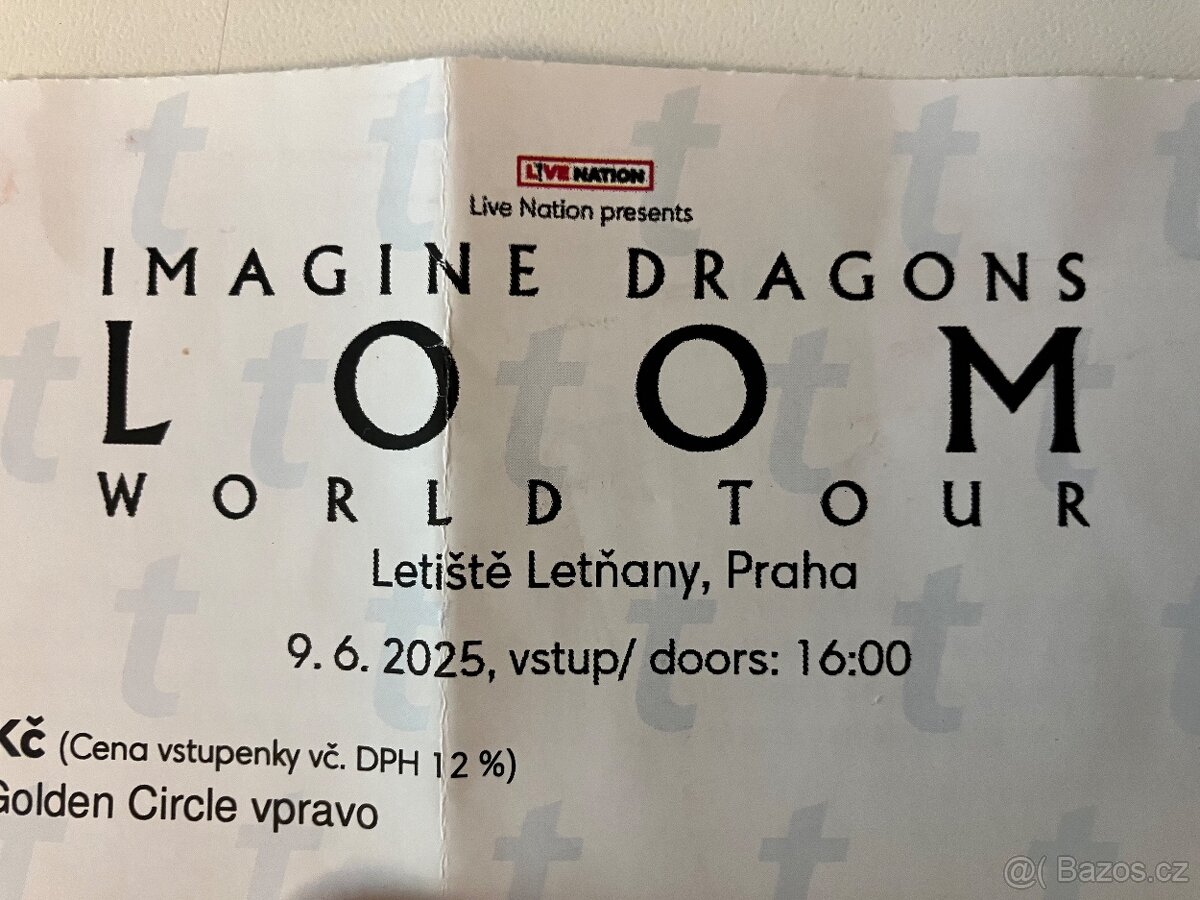 LIVE NATION
Live Nation presents
IMAGINE DRAGONS
LOOM
WORLD TOUR
Letiště Letňany, Praha
9. 6. 2025, vstup/ doors: 16:00
Kč (Cena vstupenky vč. DPH 12 %)
Golden Circle vpravo
@( Bazos.cz